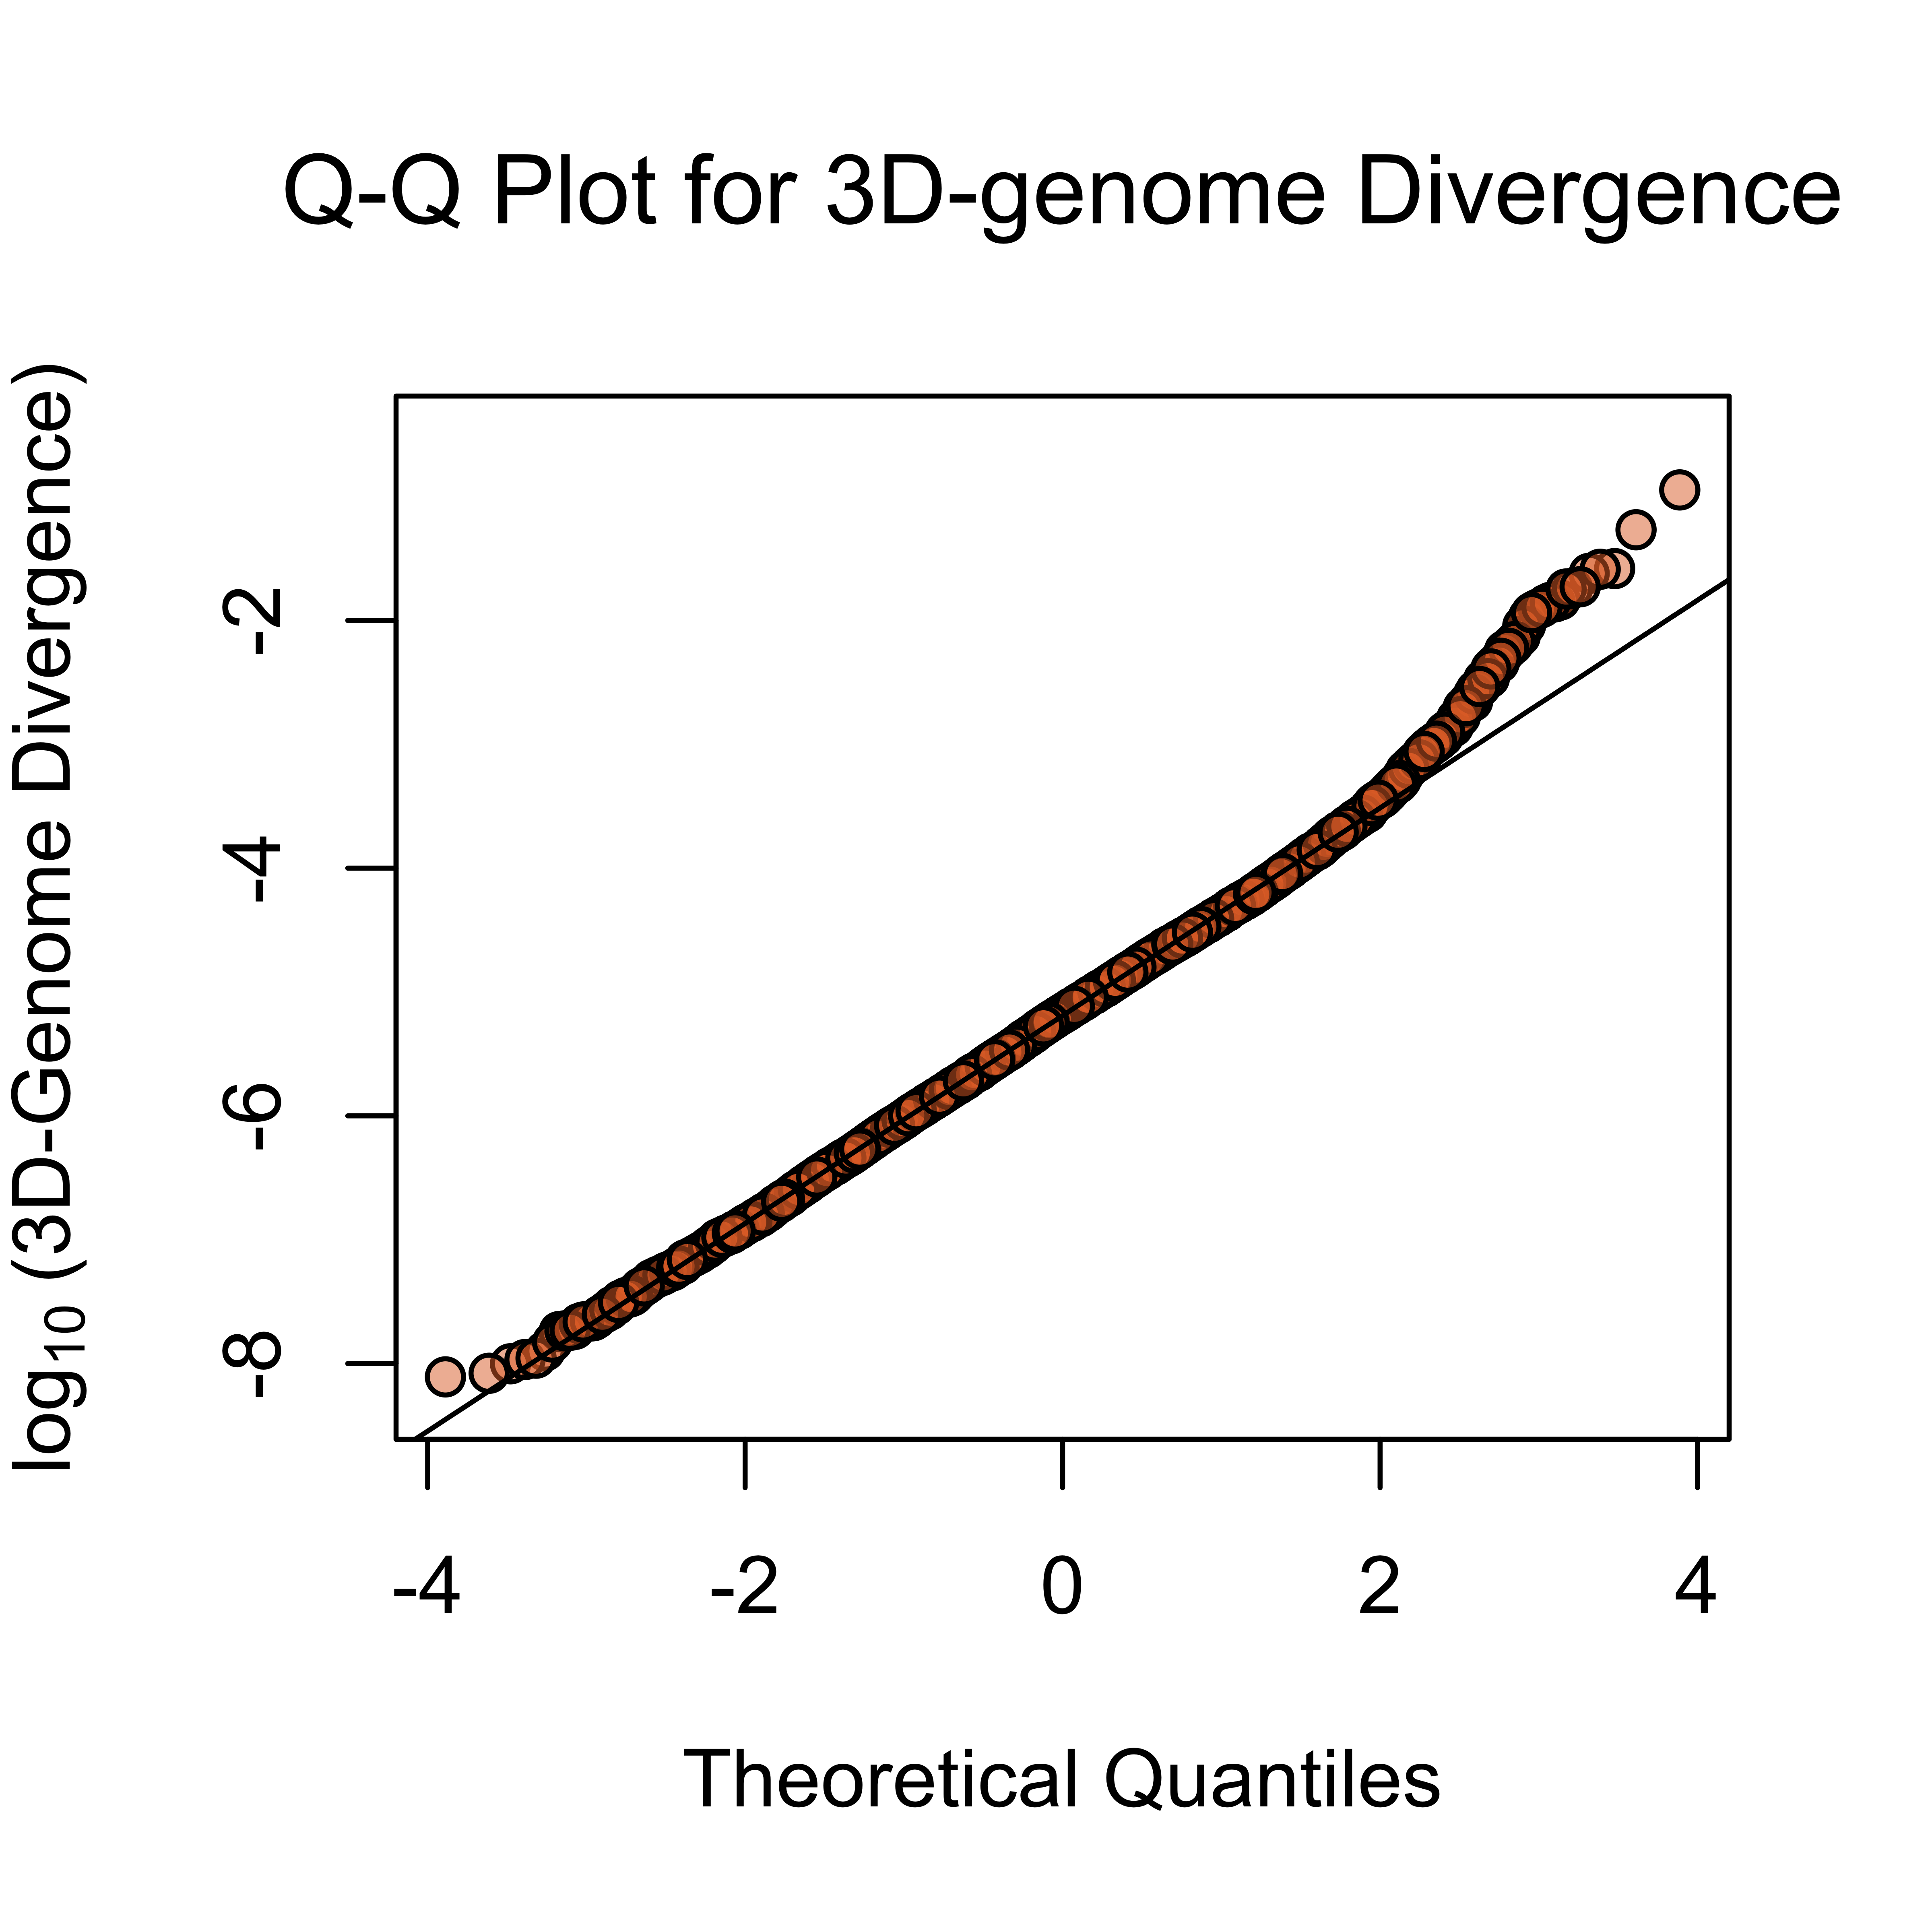 Q-Q Plot for 3D-genome Divergence
log10 (3D-Genome Divergence)
-2
-4
-6
-8
-4 -2 0 2 4
Theoretical Quantiles